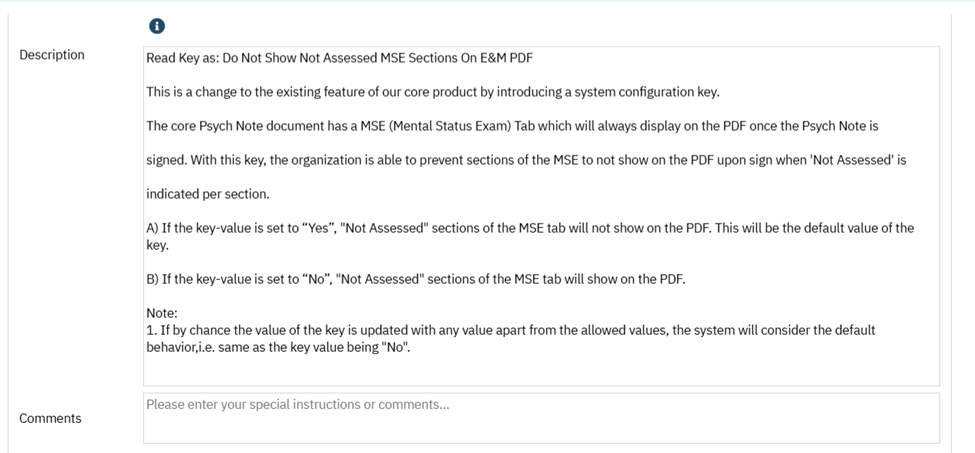 Description
Read Key as: Do Not Show Not Assessed MSE Sections On E&M PDF
This is a change to the existing feature of our core product by introducing a system configuration key.
The core Psych Note document has a MSE (Mental Status Exam) Tab which will always display on the PDF once the Psych Note is
signed. With this key, the organization is able to prevent sections of the MSE to not show on the PDF upon sign when 'Not Assessed' is
indicated per section.
A) If the key-value is set to “Yes”, "Not Assessed" sections of the MSE tab will not show on the PDF. This will be the default value of the
key.
B) If the key-value is set to “No”, "Not Assessed" sections of the MSE tab will show on the PDF.
Note:
1. If by chance the value of the key is updated with any value apart from the allowed values, the system will consider the default
behavior,i.e. same as the key value being "No".
Comments
Please enter your special instructions or comments...